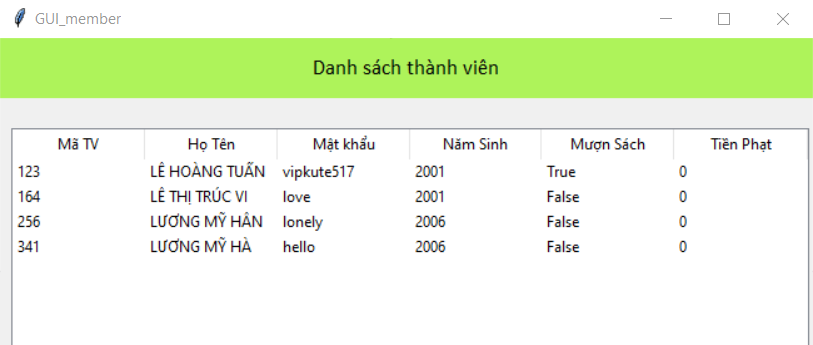 GUI_member
Danh sách thành viên
Mã TV Họ Tên Mật khẩu Năm Sinh Mượn Sách Tiền Phạt
123 LÊ HOÀNG TUẤN vipkute517 2001 True 0
164 LÊ THỊ TRÚC VI love 2001 False 0
256 LƯƠNG MỸ HÂN lonely 2006 False 0
341 LƯƠNG MỸ HÀ hello 2006 False 0